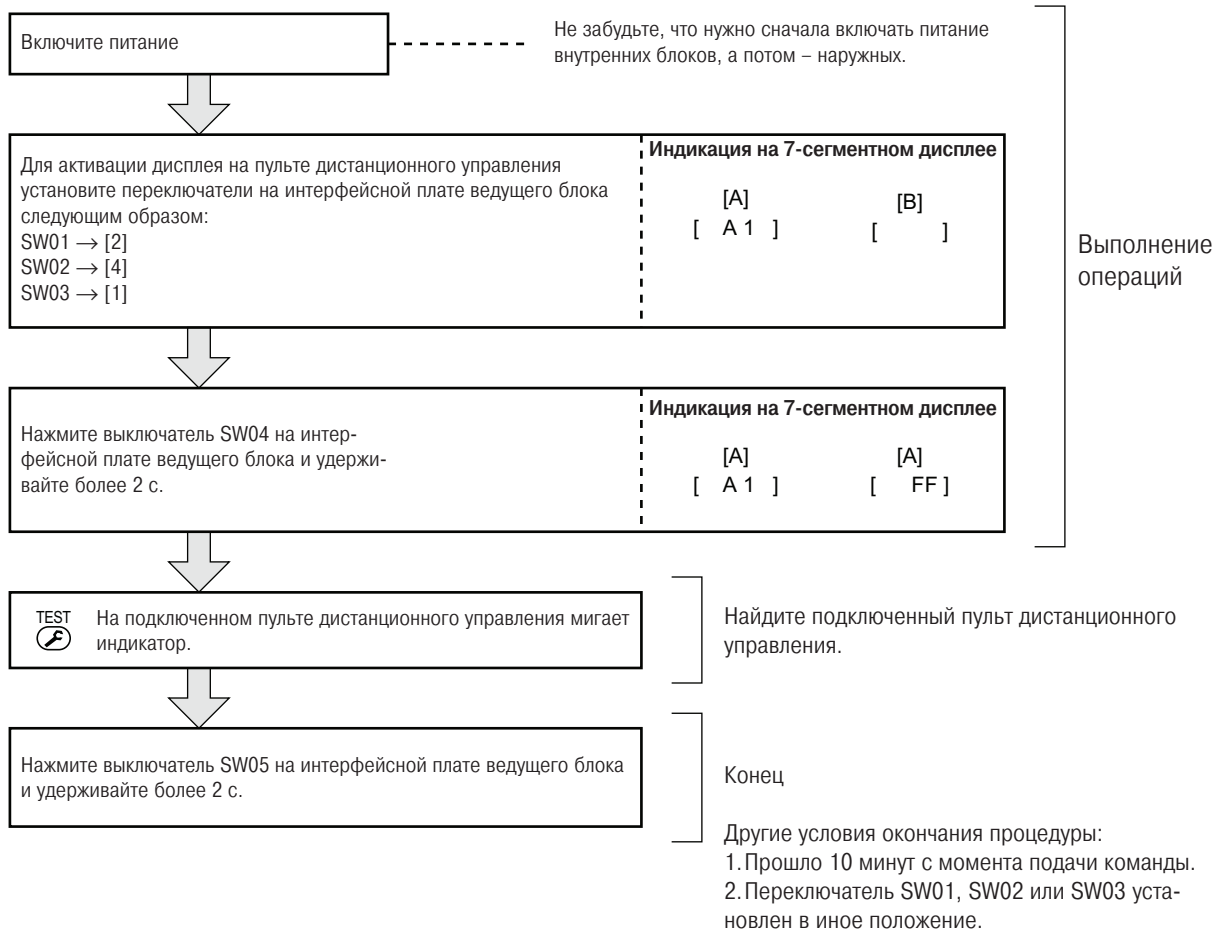 Включите питание
Не забудьте, что нужно сначала включать питание
внутренних блоков, а потом – наружных.
Для активации дисплея на пульте дистанционного управления
установите переключатели на интерфейсной плате ведущего блока
следующим образом:
SW01 → [2]
SW02 → [4]
SW03 → [1]
Индикация на 7-сегментном дисплее
[A] [B]
[ A 1 ] [ ]
Выполнение
операций
Нажмите выключатель SW04 на интер-
фейсной плате ведущего блока и удержи-
вайте более 2 с.
Индикация на 7-сегментном дисплее
[A] [A]
[ A 1 ] [ FF ]
TEST
На подключенном пульте дистанционного управления мигает
индикатор.
Найдите подключенный пульт дистанционного
управления.
Нажмите выключатель SW05 на интерфейсной плате ведущего блока
и удерживайте более 2 с.
Конец
Другие условия окончания процедуры:
1.Прошло 10 минут с момента подачи команды.
2.Переключатель SW01, SW02 или SW03 уста-
новлен в иное положение.